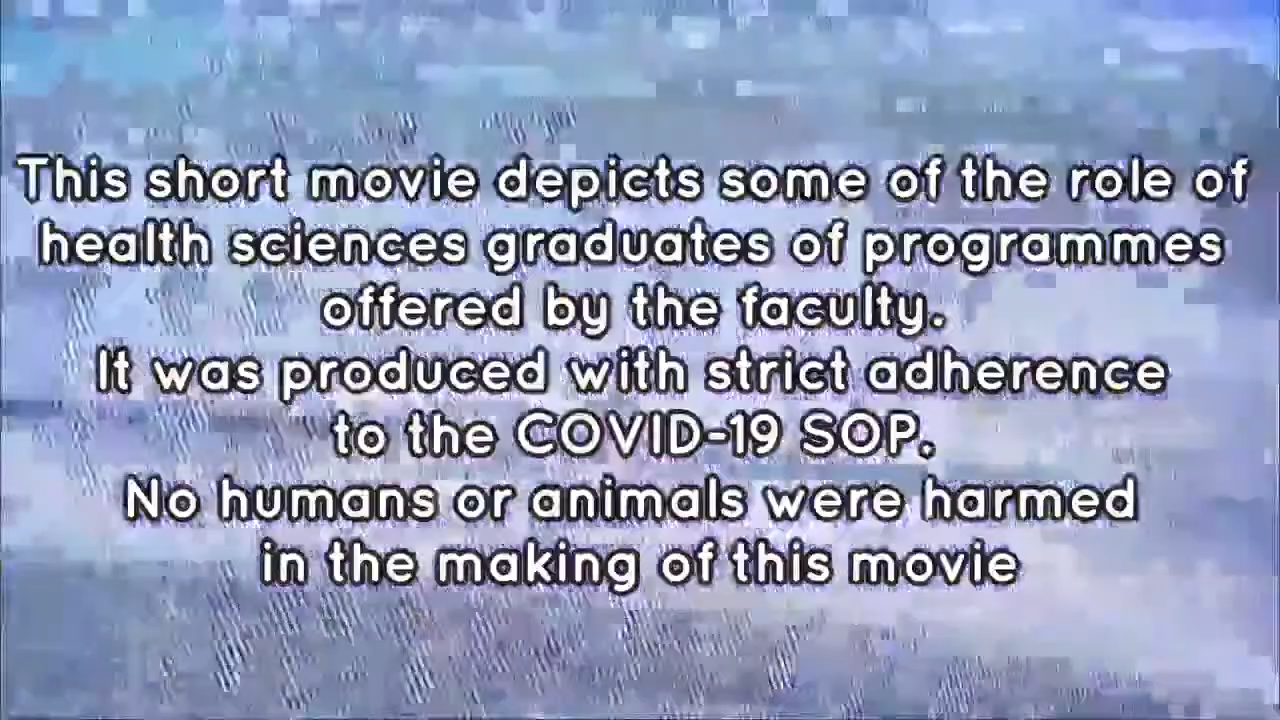 This short movie depicts some of the role of
health sciences graduates of programmes
offered by the faculty.
It was produced with strict adherence
to the COVID-19 SOP.
No humans or animals were harmed
in the making of this movie